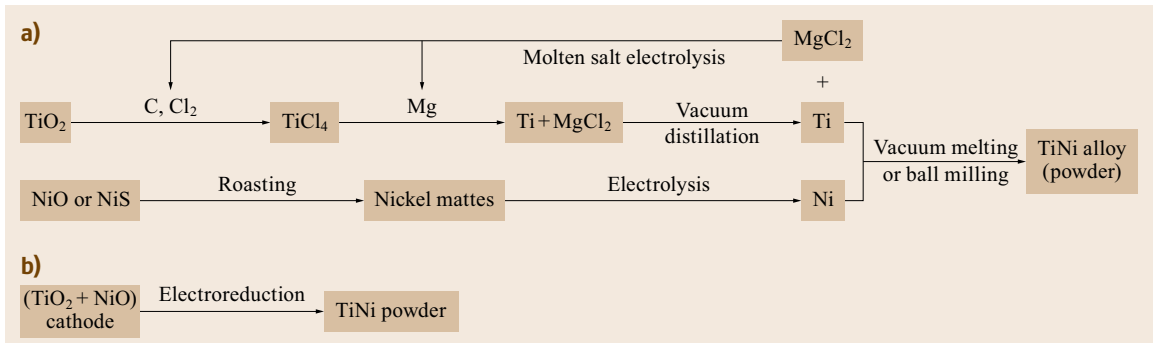 a)
MgCl₂
Molten salt electrolysis
+
TiO₂
C, Cl₂
TiCl₄
Mg
Ti + MgCl₂
Vacuum
distillation
Ti
Vacuum melting
or ball milling
TiNi alloy
(powder)
NiO or NiS
Roasting
Nickel mattes
Electrolysis
Ni
b)
(TiO₂ + NiO)
cathode
Electroreduction
TiNi powder